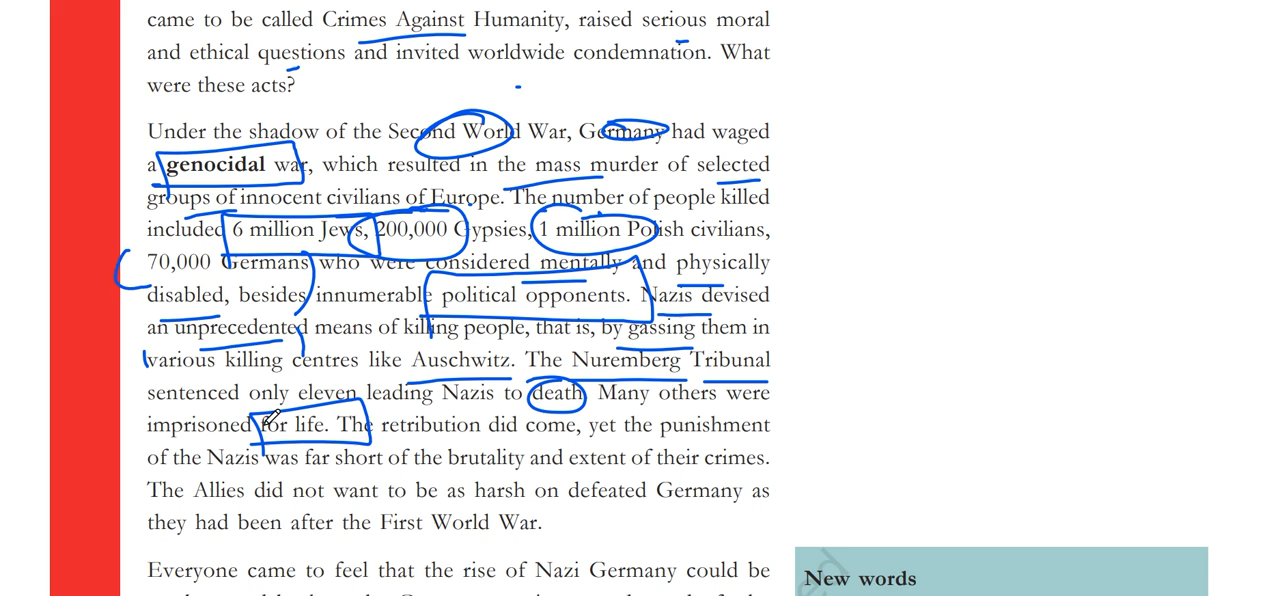 came to be called Crimes Against Humanity, raised serious moral
and ethical questions and invited worldwide condemnation. What
were these acts?
Under the shadow of the Second World War, Germany had waged
a genocidal war, which resulted in the mass murder of selected
groups of innocent civilians of Europe. The number of people killed
included 6 million Jews, 200,000 Gypsies, 1 million Polish civilians,
70,000 Germans who were considered mentally and physically
disabled, besides innumerable political opponents. Nazis devised
an unprecedented means of killing people, that is, by gassing them in
various killing centres like Auschwitz. The Nuremberg Tribunal
sentenced only eleven leading Nazis to death. Many others were
imprisoned for life. The retribution did come, yet the punishment
of the Nazis was far short of the brutality and extent of their crimes.
The Allies did not want to be as harsh on defeated Germany as
they had been after the First World War.
Everyone came to feel that the rise of Nazi Germany could be
New words